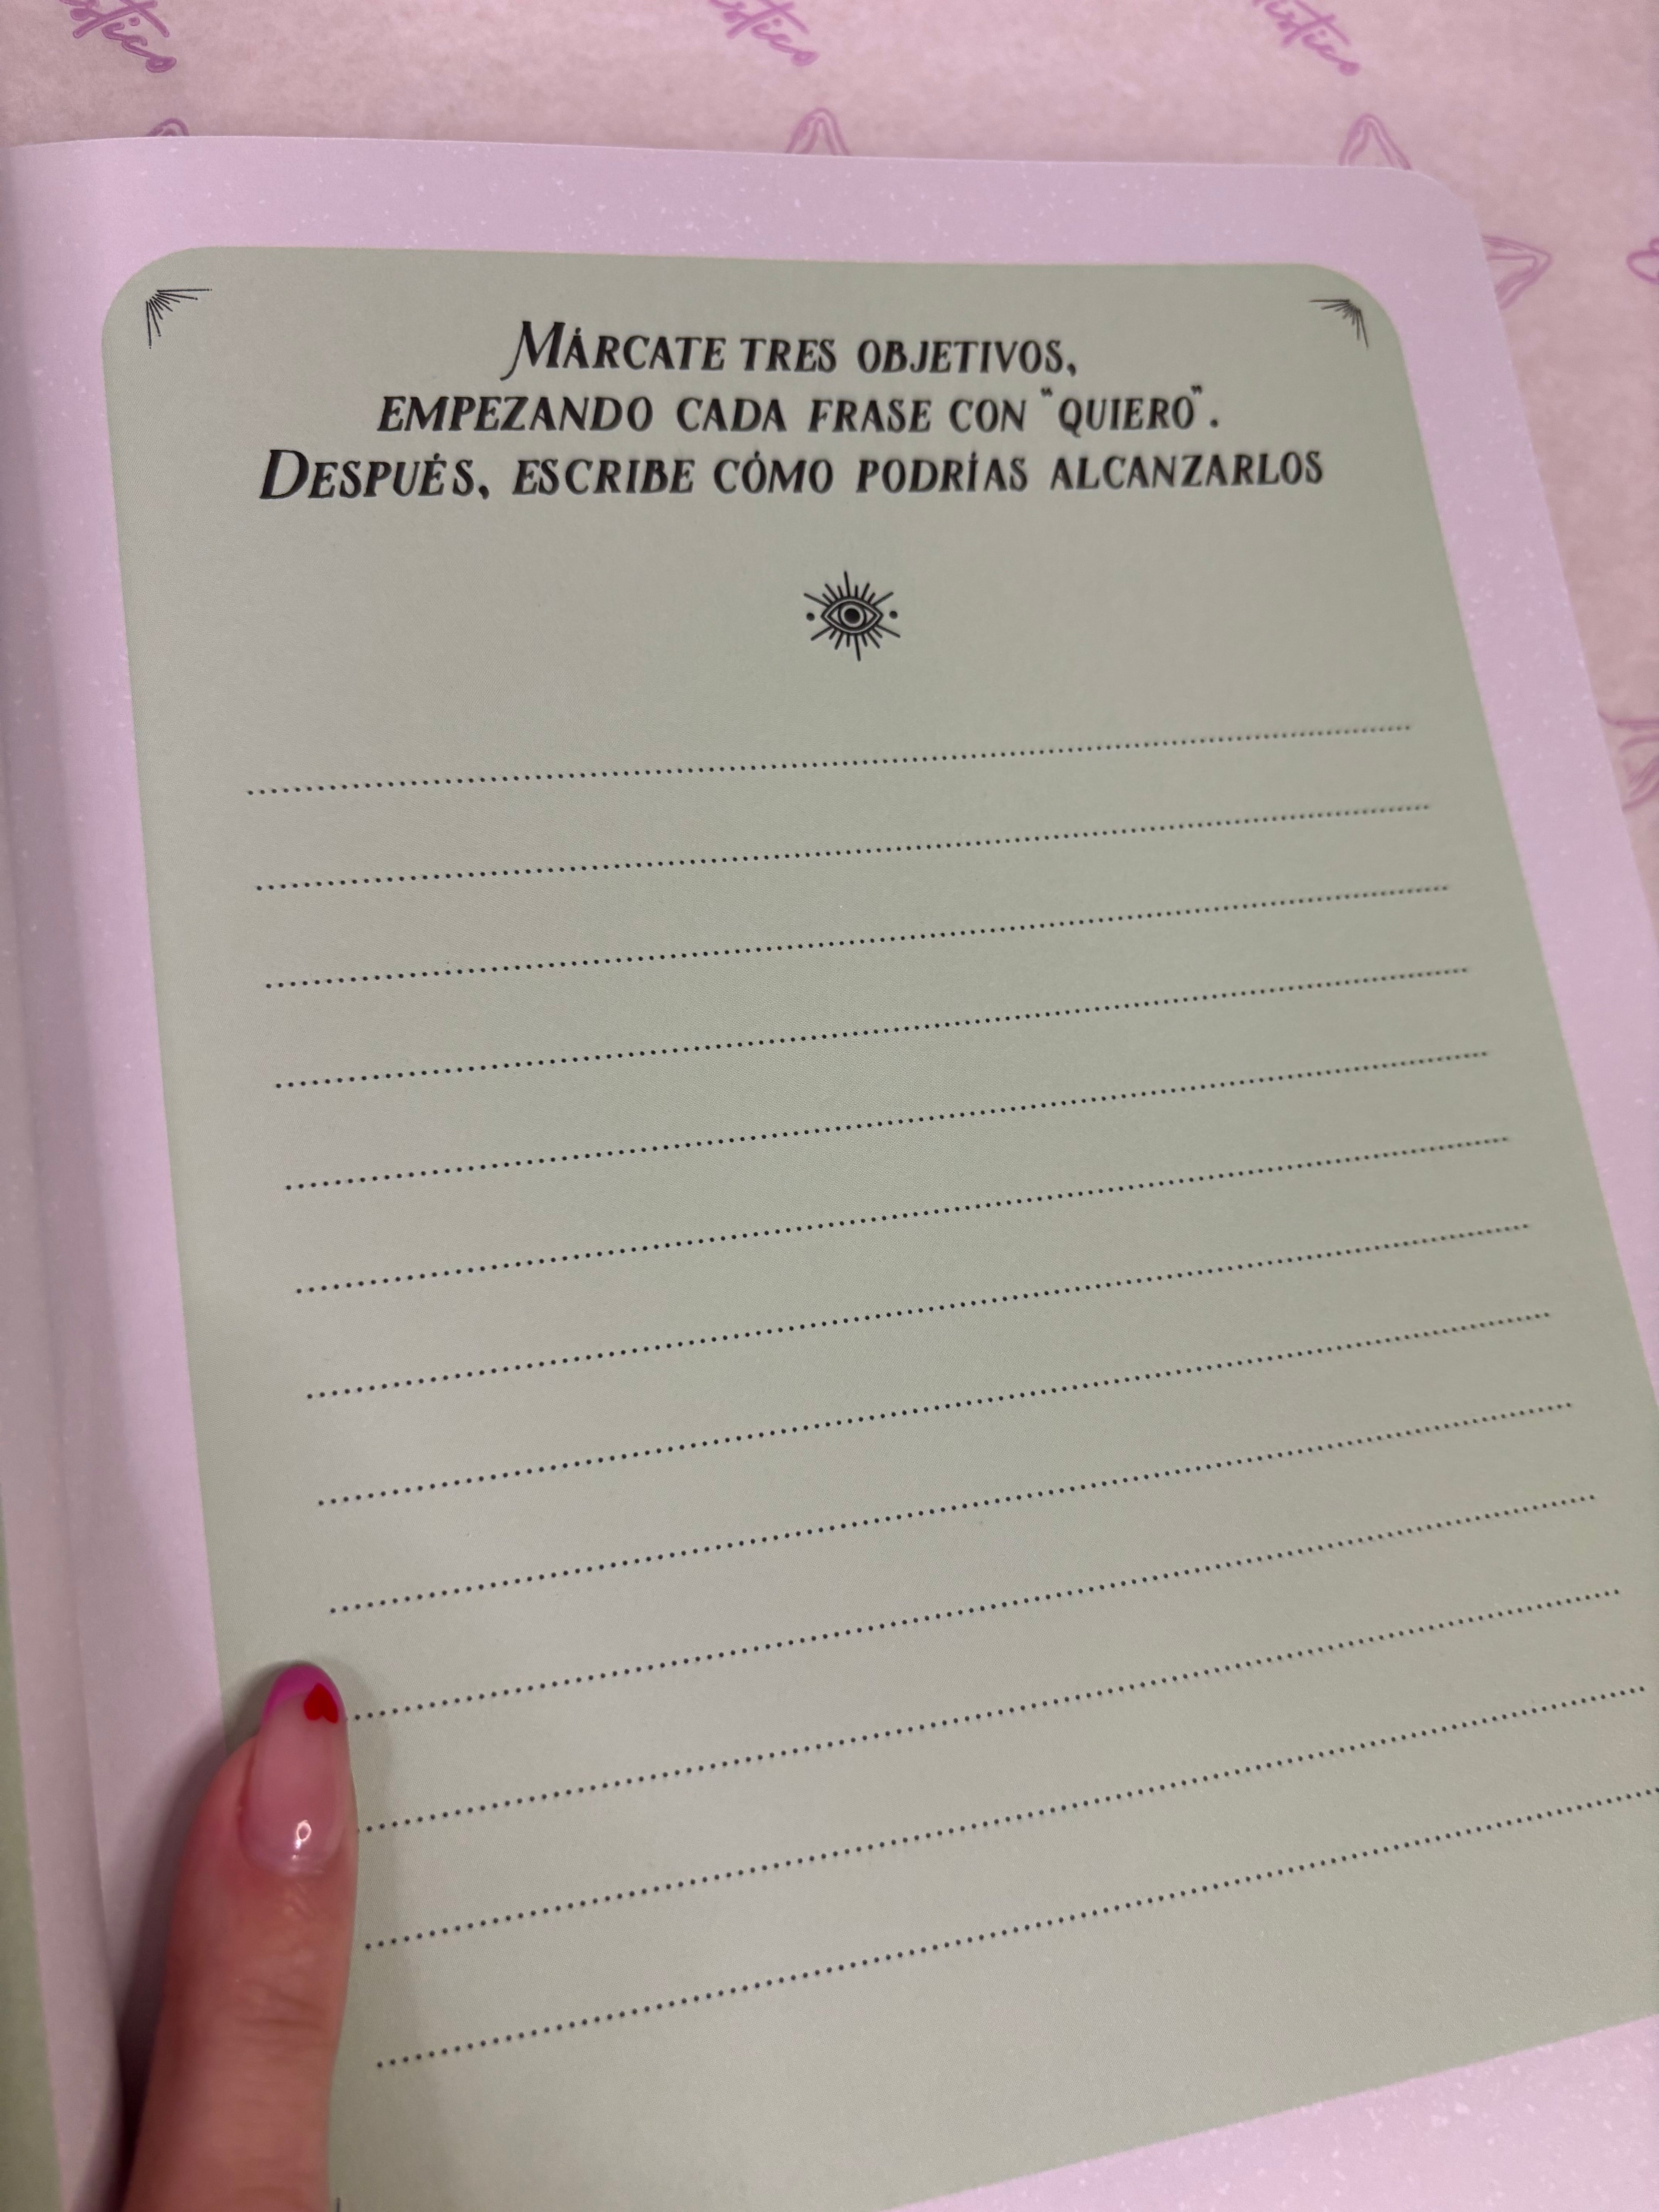 MÁRCATE TRES OBJETIVOS,
EMPEZANDO CADA FRASE CON "QUIERO".
DESPUÉS, ESCRIBE CÓMO PODRÍAS ALCANZARLOS